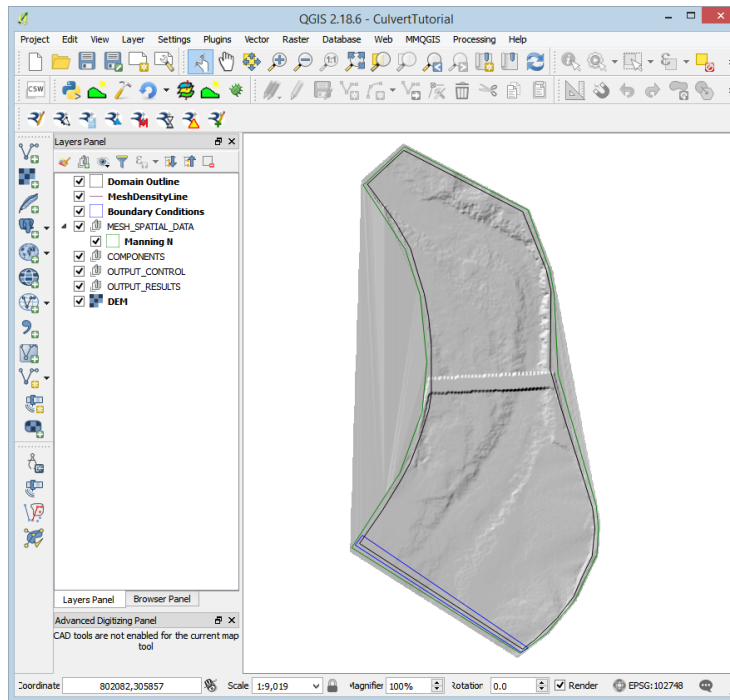 QGIS 2.18.6 - CulvertTutorial
Project Edit View Layer Settings Plugins Vector Raster Database Web MMQGIS Processing Help
CSW
Layers Panel
Domain Outline
MeshDensityLine
Boundary Conditions
MESH_SPATIAL_DATA
Manning N
COMPONENTS
OUTPUT_CONTROL
OUTPUT_RESULTS
DEM
Layers Panel Browser Panel
Advanced Digitizing Panel
CAD tools are not enabled for the current map
tool
Coordinate 802082,305857 Scale 1:9,019 Magnifier 100% Rotation 0.0 Render EPSG:102748